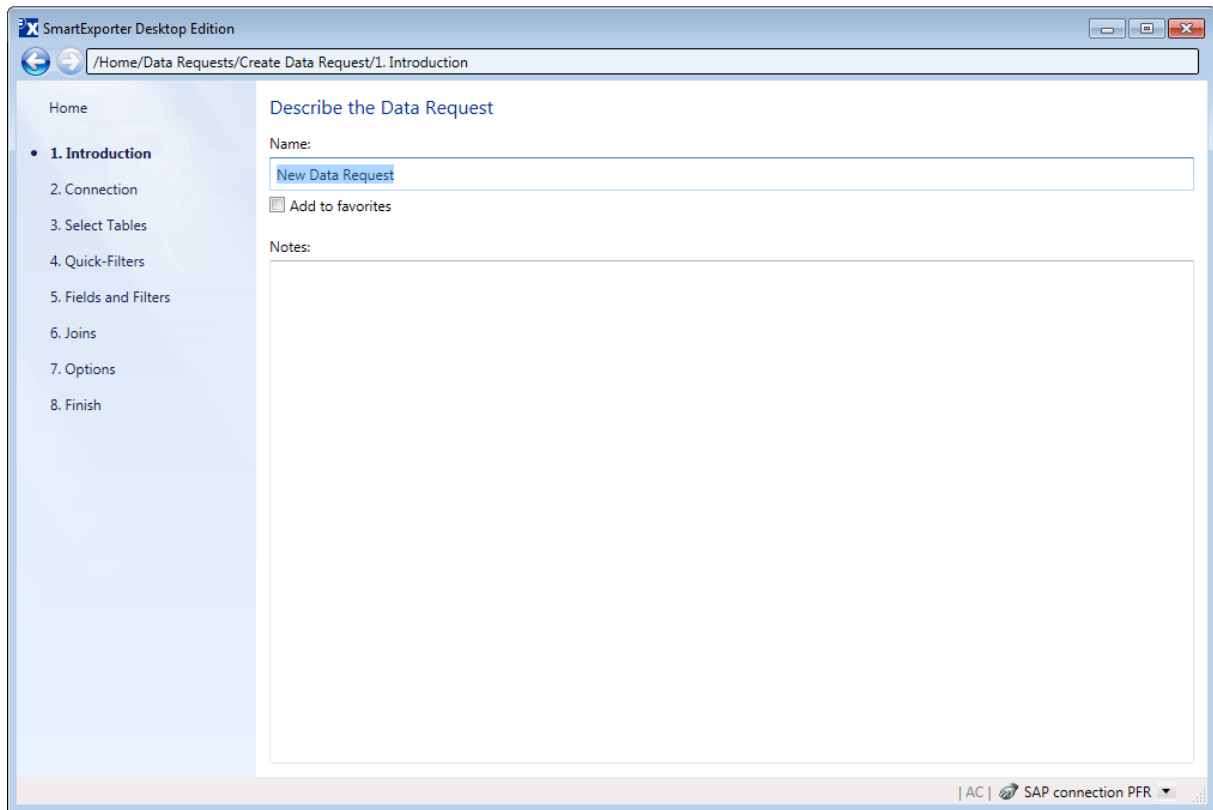 SmartExporter Desktop Edition
/Home/Data Requests/Create Data Request/1. Introduction
Home
• 1. Introduction
2. Connection
3. Select Tables
4. Quick-Filters
5. Fields and Filters
6. Joins
7. Options
8. Finish
Describe the Data Request
Name:
New Data Request
Add to favorites
Notes:
| AC | SAP connection PFR